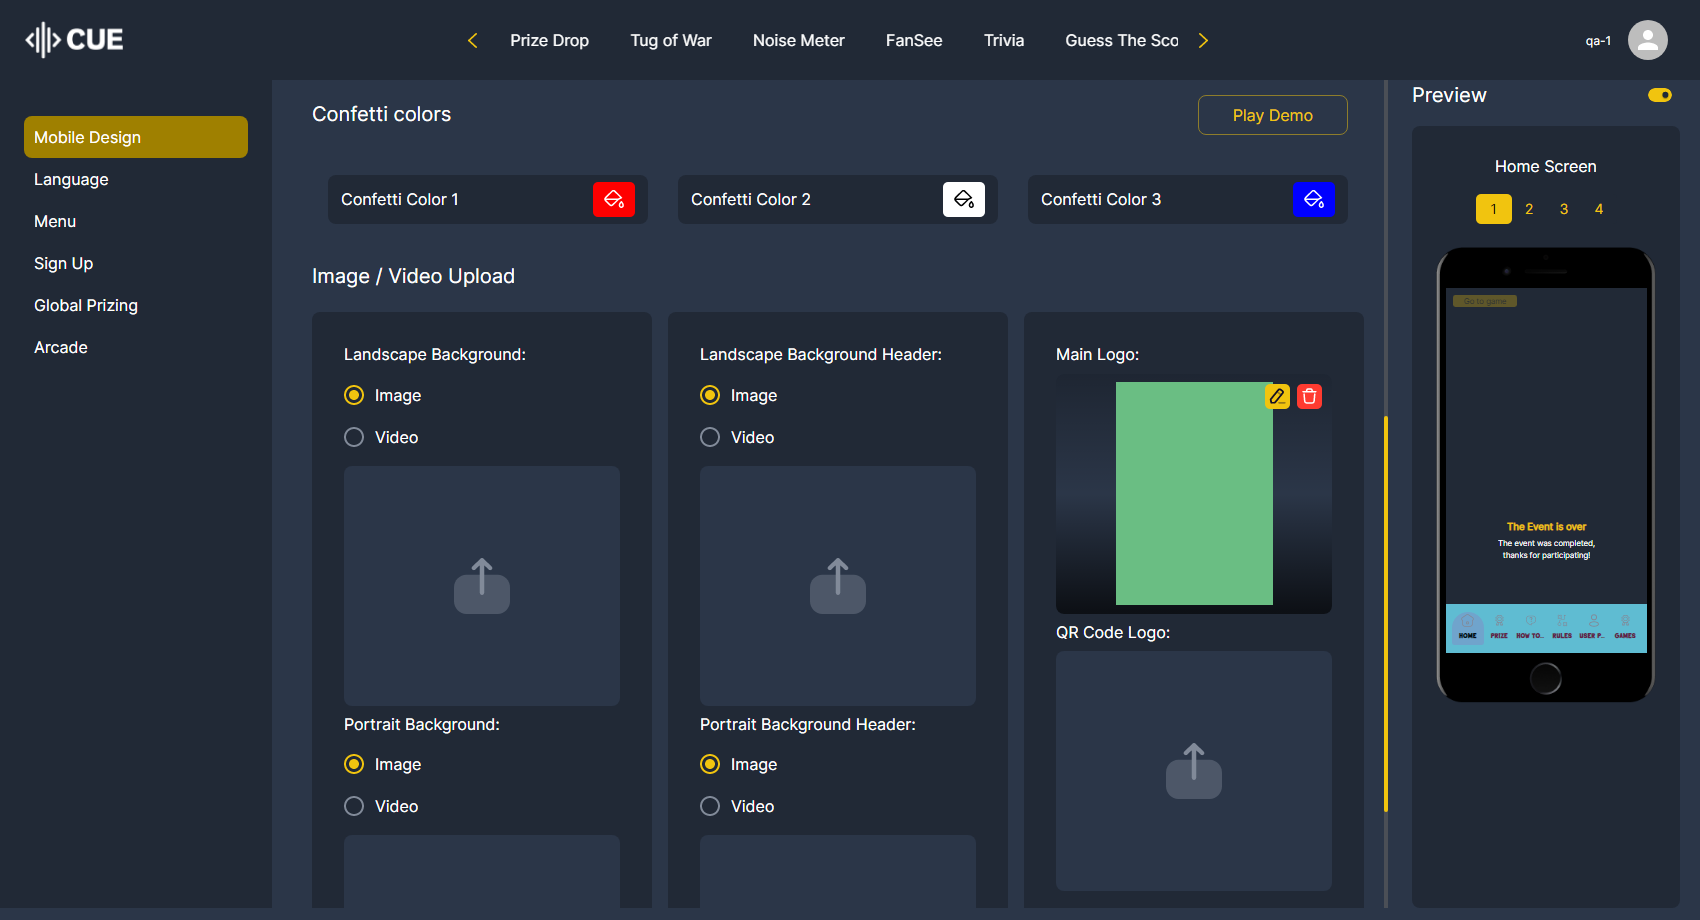 CUE
Prize Drop
Tug of War
Noise Meter
FanSee
Trivia
Guess The Sco
qa-1
Mobile Design
Language
Menu
Sign Up
Global Prizing
Arcade
Confetti colors
Play Demo
Confetti Color 1
Confetti Color 2
Confetti Color 3
Image / Video Upload
Landscape Background:
Image
Video
Portrait Background:
Image
Video
Landscape Background Header:
Image
Video
Portrait Background Header:
Image
Video
Main Logo:
QR Code Logo:
Preview
Home Screen
1 2 3 4
Go to game
The Event is over
The event was completed,
thanks for participating!
HOME PRIZE HOW TO.. RULES USER P.. GAMES